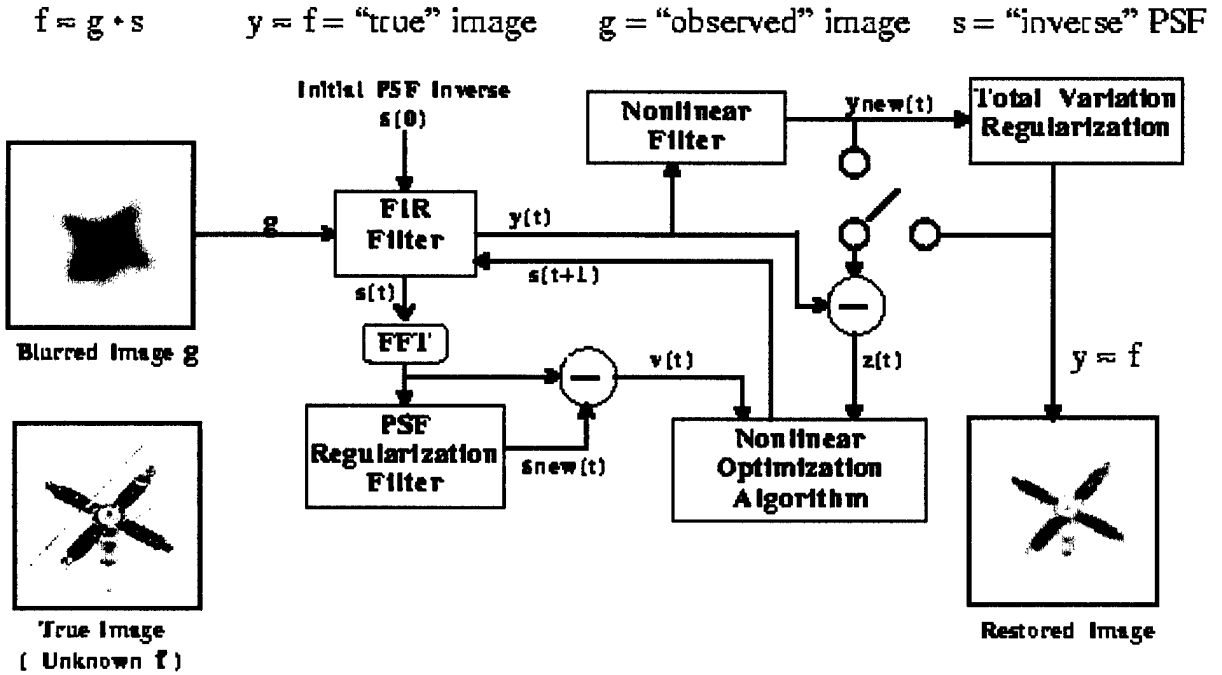 f = g * s y = f = “true” image g = “observed” image s = “inverse” PSF
Initial PSF Inverse
s(0)
Nonlinear
Filter
ynew(t)
Total Variation
Regularization
g
FIR
Filter
y(t)
s(t+1)
s(t)
FFT
Blurred Image g
v(t)
z(t)
y = f
PSF
Regularization
Filter
snew(t)
Nonlinear
Optimization
Algorithm
True Image
( Unknown f )
Restored Image